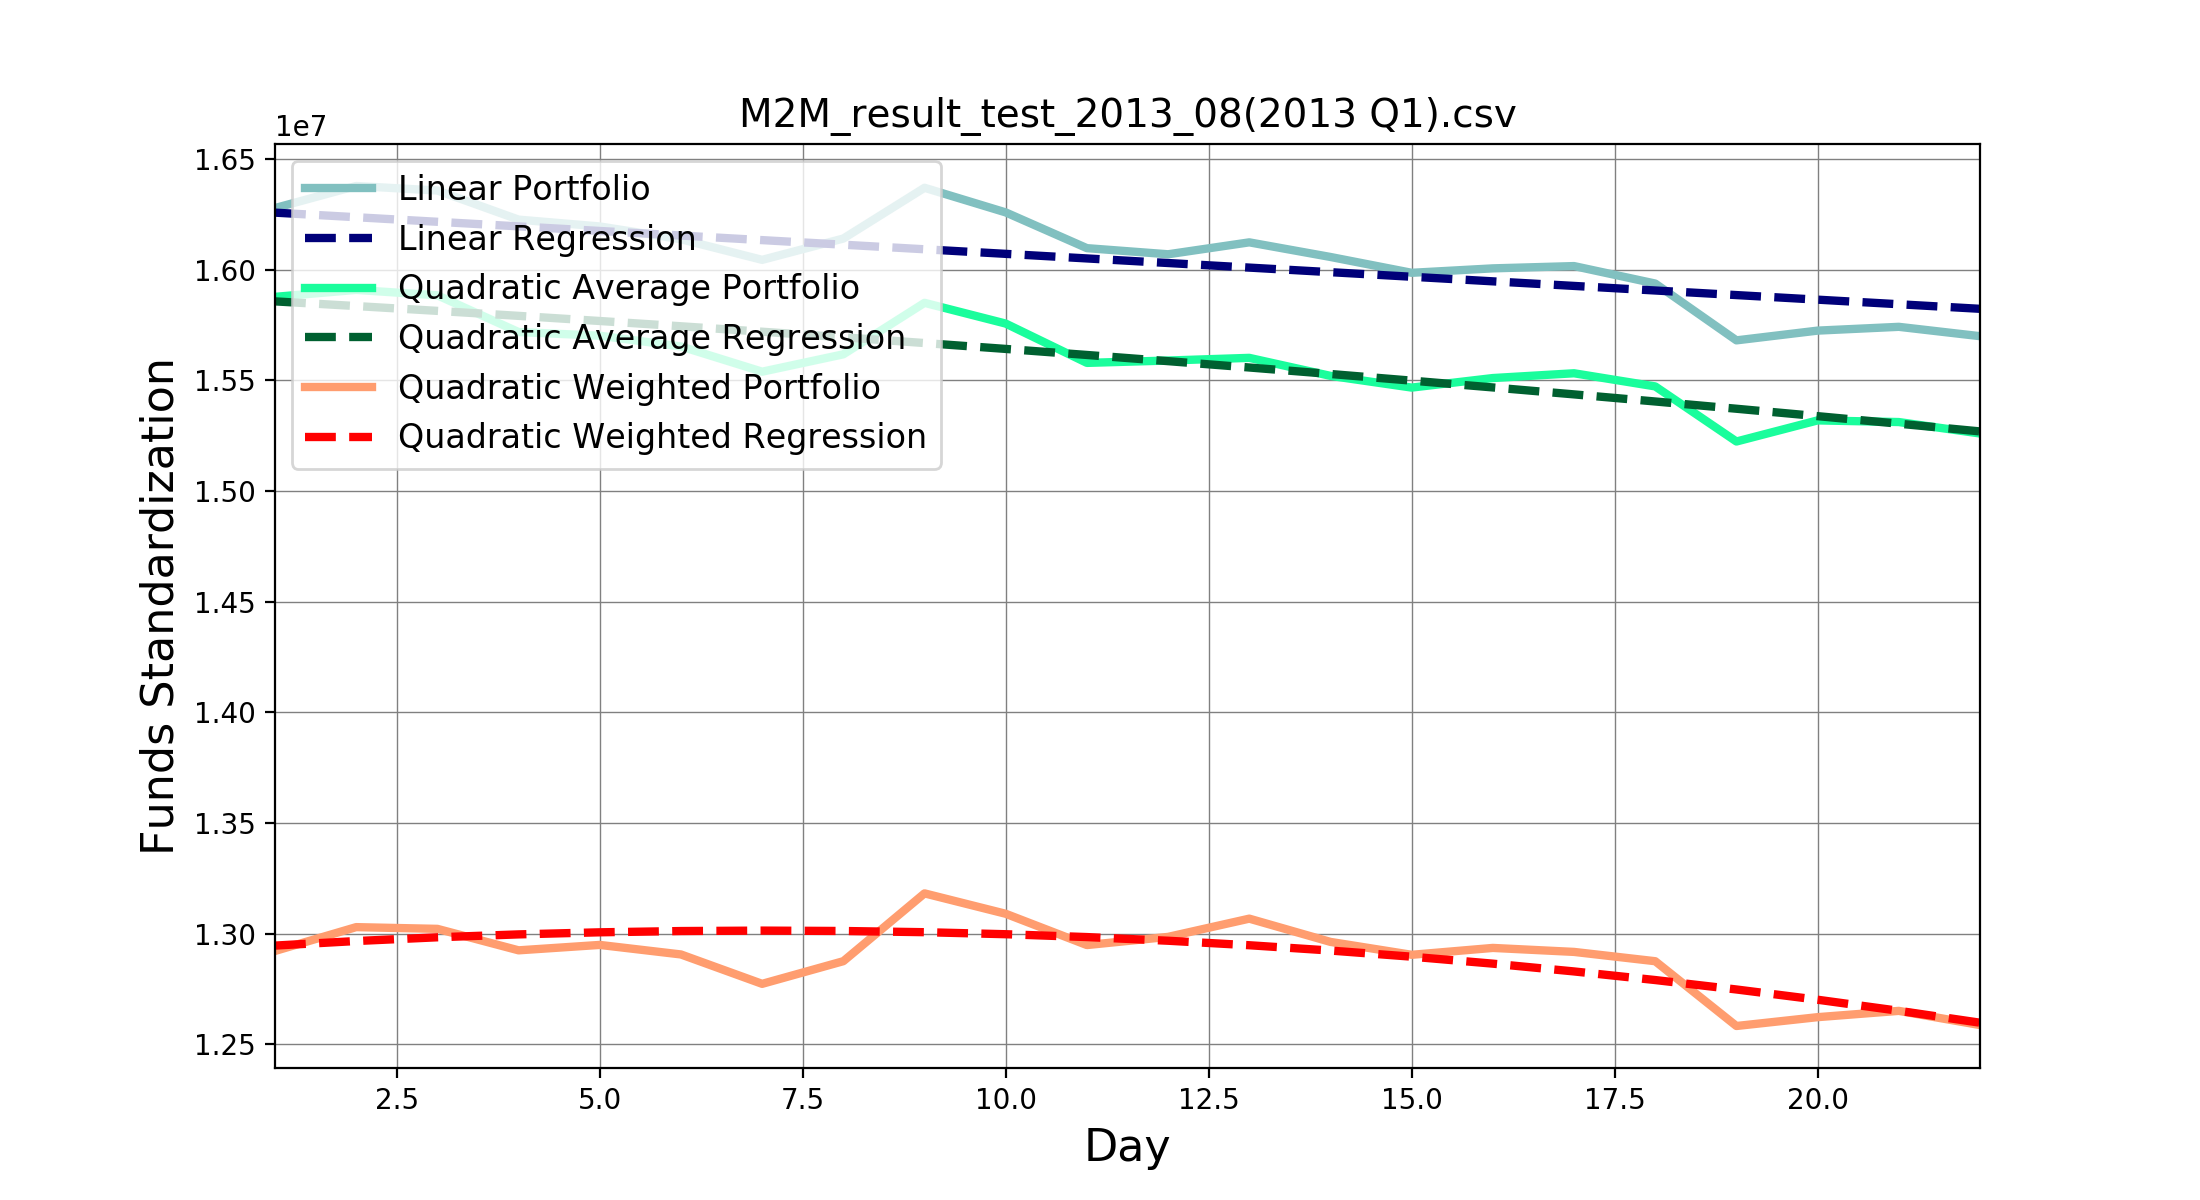 M2M_result_test_2013_08(2013 Q1).csv
1e7
1.65
1.60
1.55
1.50
1.45
1.40
1.35
1.30
1.25
Funds Standardization
Linear Portfolio
Linear Regression
Quadratic Average Portfolio
Quadratic Average Regression
Quadratic Weighted Portfolio
Quadratic Weighted Regression
2.5 5.0 7.5 10.0 12.5 15.0 17.5 20.0
Day